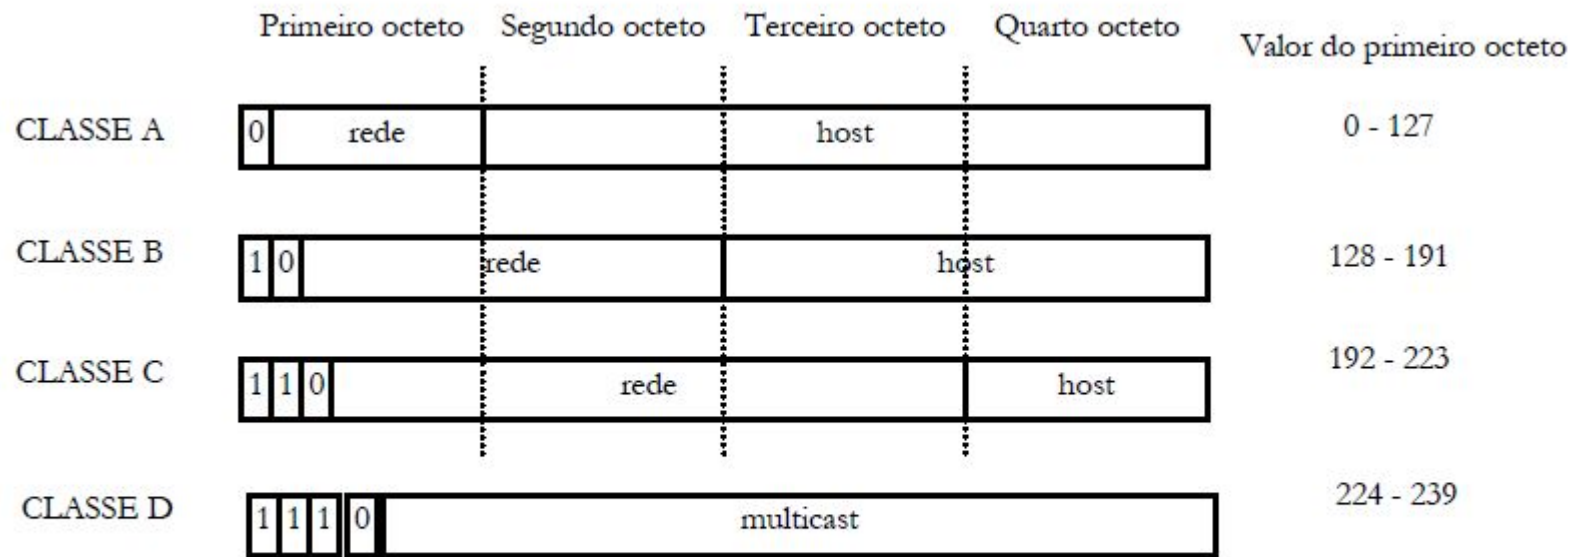 Primeiro octeto Segundo octeto Terceiro octeto Quarto octeto Valor do primeiro octeto
CLASSE A 0 rede host 0 - 127
CLASSE B 1 0 rede host 128 - 191
CLASSE C 1 1 0 rede host 192 - 223
CLASSE D 1 1 1 0 multicast 224 - 239